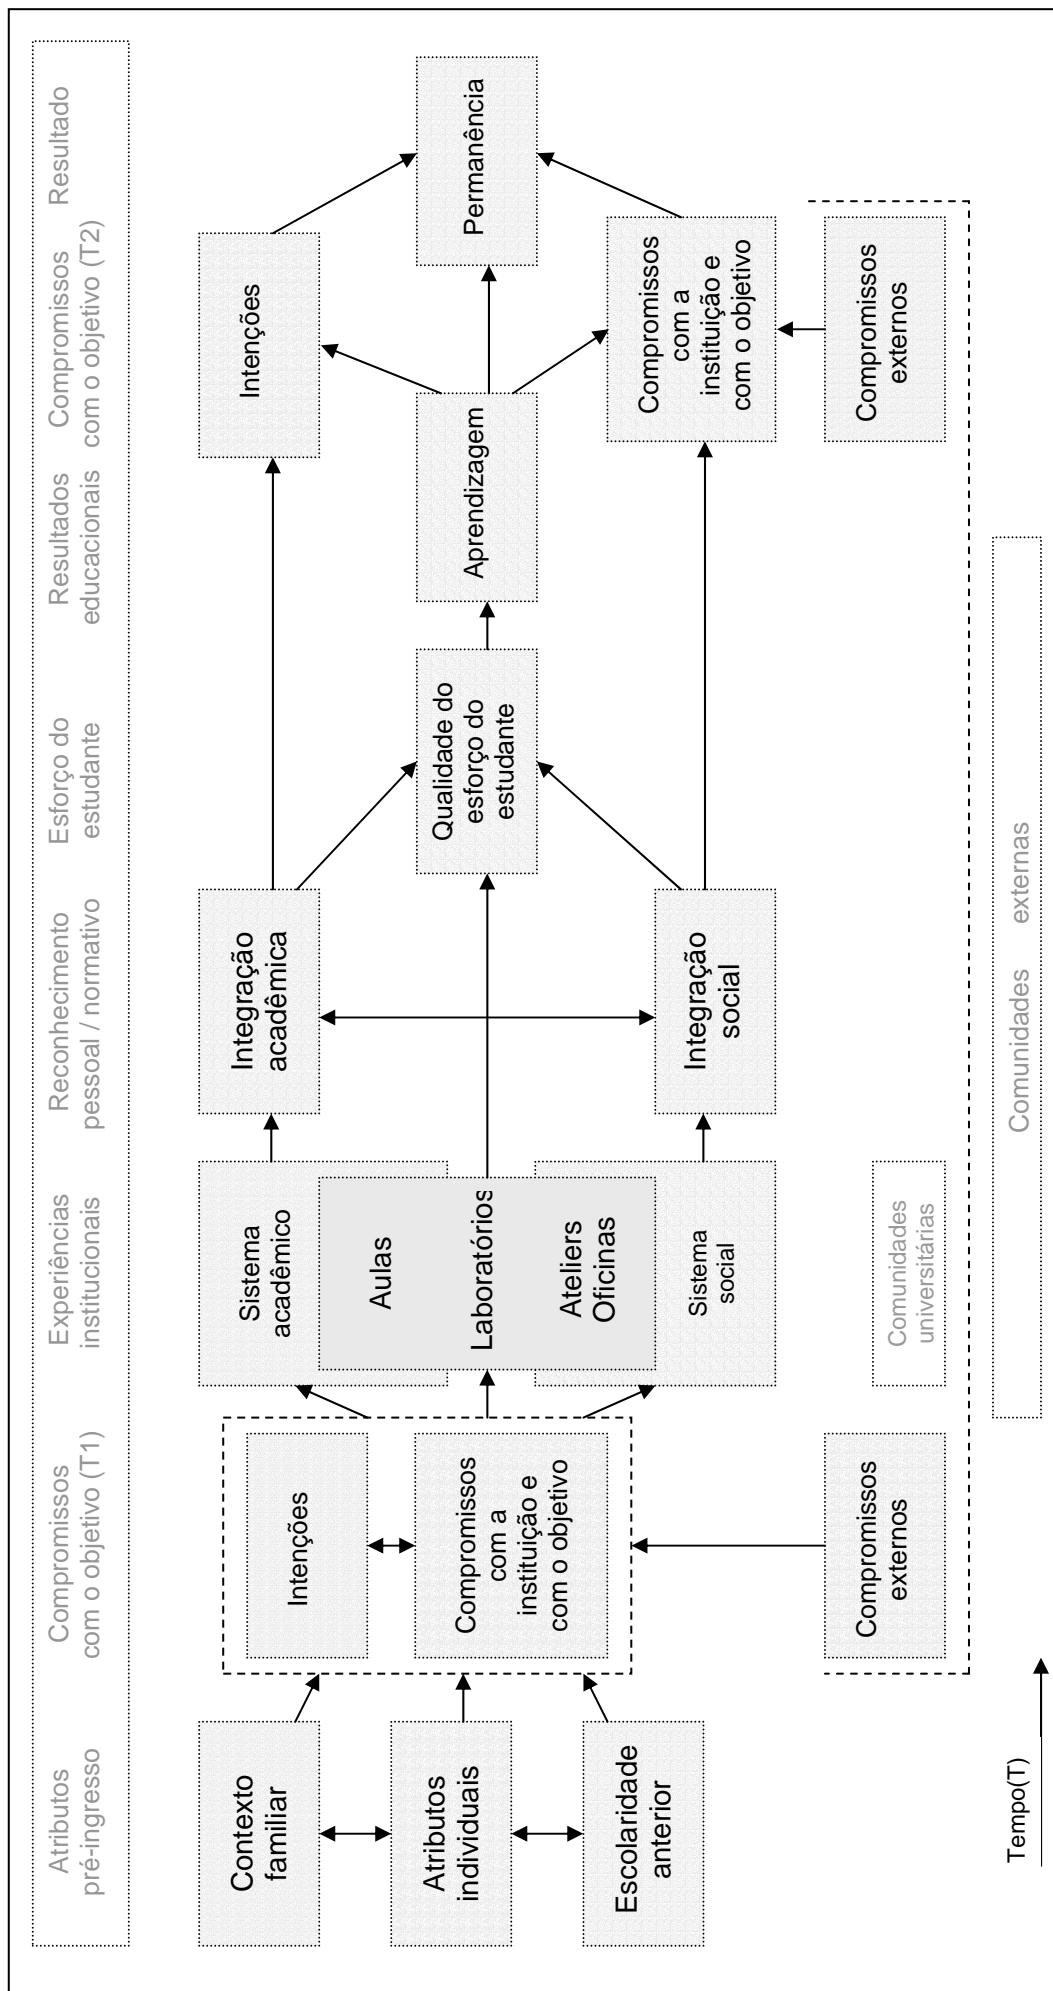 Atributos
pré-ingresso
Compromissos
com o objetivo (T1)
Experiências
institucionais
Reconhecimento
pessoal / normativo
Esforço do
estudante
Resultados
educacionais
Compromissos
com o objetivo (T2)
Resultado
Contexto
familiar
Atributos
individuais
Escolaridade
anterior
Intenções
Compromissos
com a
instituição e
com o objetivo
Compromissos
externos
Sistema
acadêmico
Aulas
Laboratórios
Ateliers
Oficinas
Sistema
social
Comunidades
universitárias
Integração
acadêmica
Integração
social
Qualidade do
esforço do
estudante
Aprendizagem
Intenções
Compromissos
com a
instituição e
com o objetivo
Compromissos
externos
Permanência
Comunidades externas
Tempo(T)